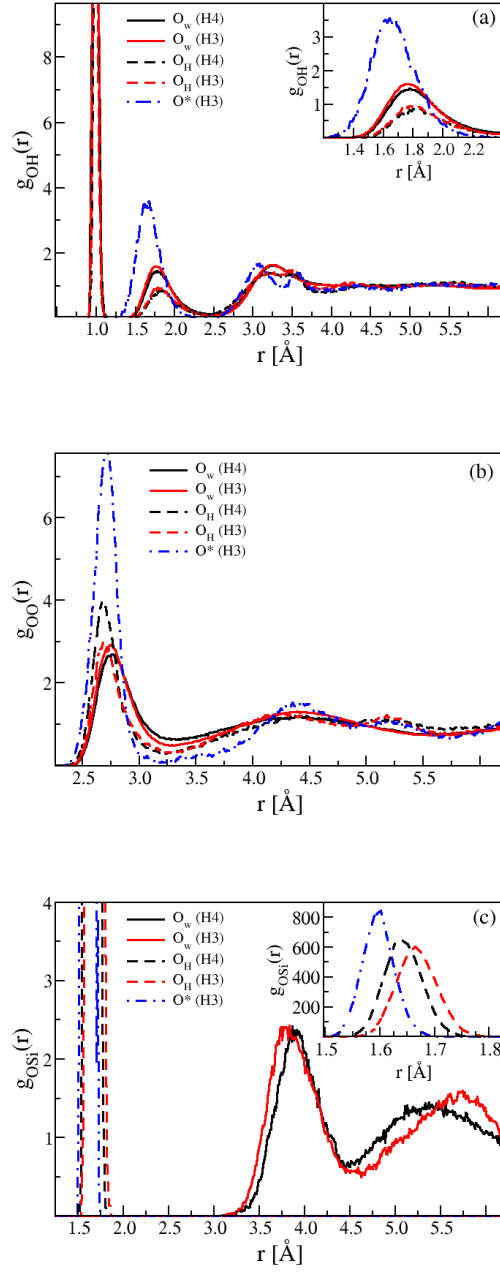 (a)
g_OH(r)
8
6
4
2
O_w (H4)
O_w (H3)
O_H (H4)
O_H (H3)
O* (H3)
g_OH(r)
3
2
1
1.4 1.6 1.8 2.0 2.2
r [Å]
1.0 1.5 2.0 2.5 3.0 3.5 4.0 4.5 5.0 5.5
r [Å]
(b)
g_OO(r)
6
4
2
O_w (H4)
O_w (H3)
O_H (H4)
O_H (H3)
O* (H3)
2.5 3.0 3.5 4.0 4.5 5.0 5.5
r [Å]
(c)
g_OSi(r)
4
3
2
1
O_w (H4)
O_w (H3)
O_H (H4)
O_H (H3)
O* (H3)
g_OSi(r)
800
600
400
200
1.5 1.6 1.7 1.8
r [Å]
1.5 2.0 2.5 3.0 3.5 4.0 4.5 5.0 5.5
r [Å]